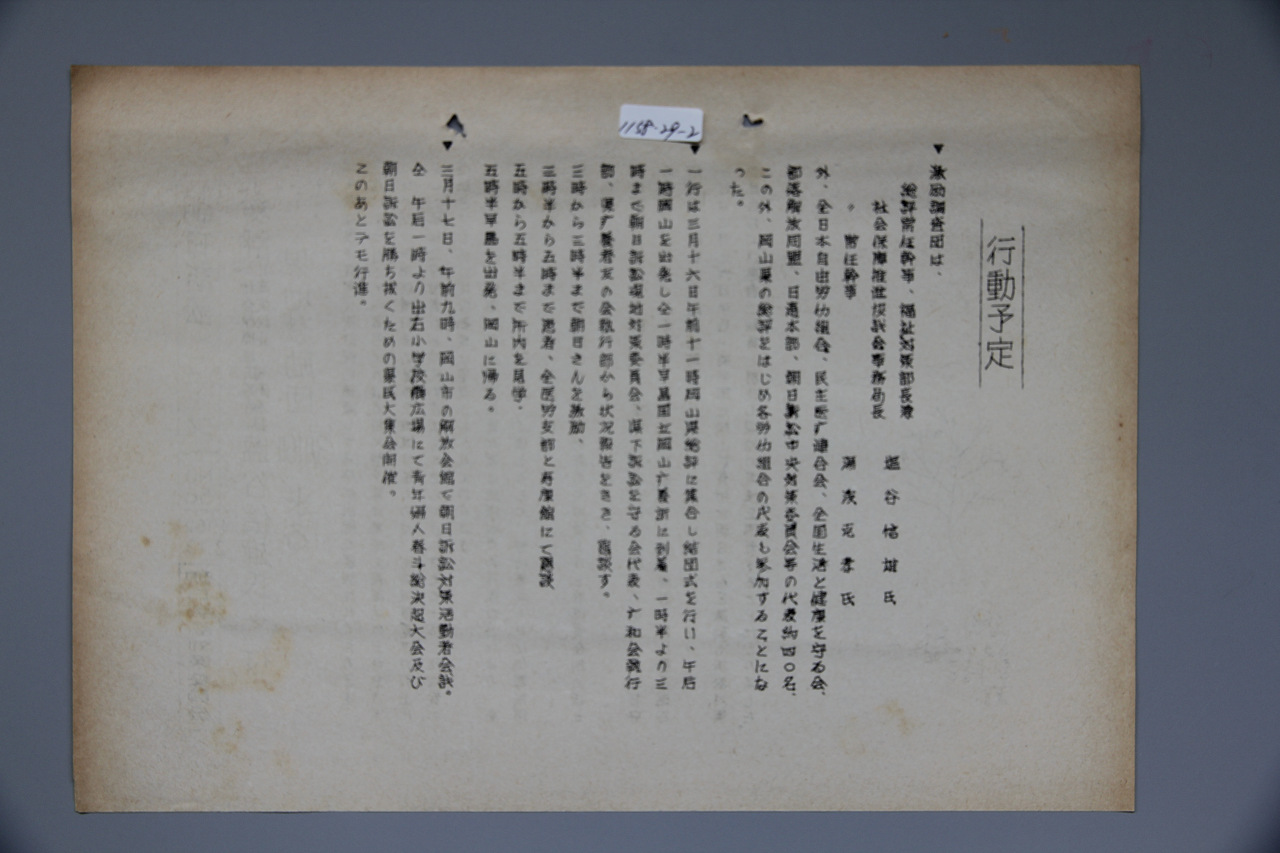 行動予定
▼激励調査団は、
総評常任幹事、福祉対策部長 塩谷信雄氏
社会保障推進協議会事務局長
〃 常任幹事 孝氏
外、全日本自由労働組合、民主医療連合会、全国生活と健康を守る会、
部落解放同盟、日患本部、朝日訴訟中央対策委員会等の代表約四〇名、
この外、岡山県の総評をはじめ各労働組合の代表も参加することにな
った。
▼一行は三月十六日午前十一時岡山県総評に集合し結団式を行い、午后
一時岡山を出発し仝一時半早島国立岡山療養所に到着、一時半より三
時まで朝日訴訟現地対策委員会、県下訴訟を守る会代表、療和会執行
部、県療養者友の会執行部から状況報告をきき、懇談す。
三時から三時半まで朝日さんを激励、
三時半から五時まで患者、全医労支部と寿康館にて懇談
五時から五時半まで所内を見学、
五時半早島を出発、岡山に帰る。
▼三月十七日、午前九時、岡山市の解放会館で朝日訴訟対策活動者会議。
仝 午后一時より出石小学校横広場にて青年婦人春斗総決起大会及び
朝日訴訟を勝ち抜くための県民大集会開催。
このあとデモ行進。
1158-29-2